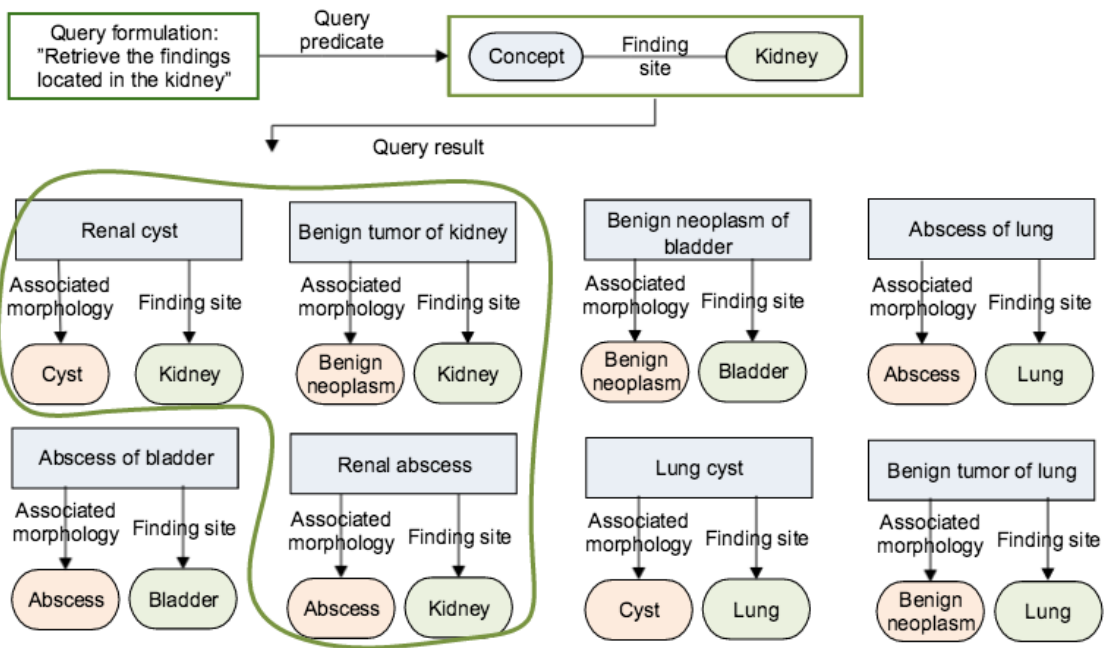 Query formulation:
"Retrieve the findings
located in the kidney"
Query
predicate
Concept
Finding
site
Kidney
Query result
Renal cyst
Associated
morphology
Finding site
Cyst
Kidney
Benign tumor of kidney
Associated
morphology
Finding site
Benign
neoplasm
Kidney
Benign neoplasm of
bladder
Associated
morphology
Finding site
Benign
neoplasm
Bladder
Abscess of lung
Associated
morphology
Finding site
Abscess
Lung
Abscess of bladder
Associated
morphology
Finding site
Abscess
Bladder
Renal abscess
Associated
morphology
Finding site
Abscess
Kidney
Lung cyst
Associated
morphology
Finding site
Cyst
Lung
Benign tumor of lung
Associated
morphology
Finding site
Benign
neoplasm
Lung